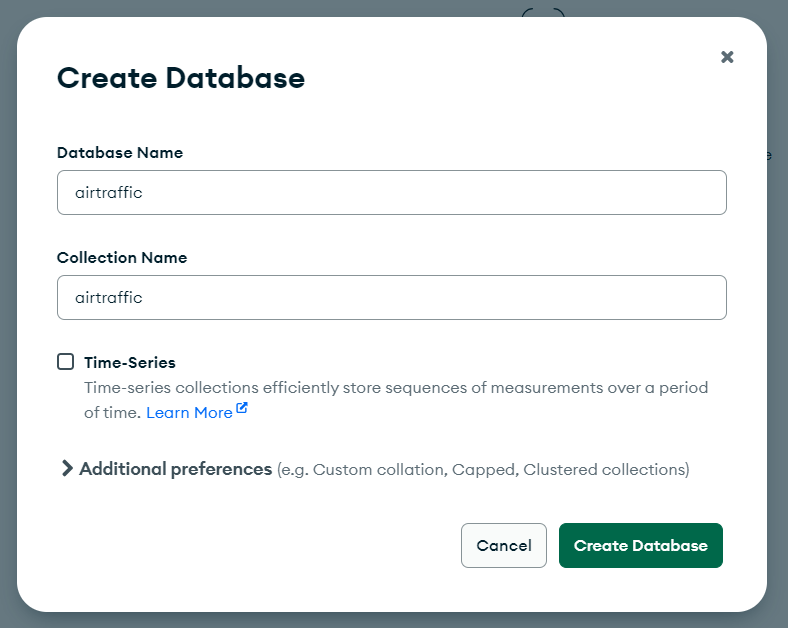 Create Database
Database Name
airtraffic
Collection Name
airtraffic
Time-Series
Time-series collections efficiently store sequences of measurements over a period
of time. Learn More
Additional preferences (e.g. Custom collation, Capped, Clustered collections)
Cancel Create Database